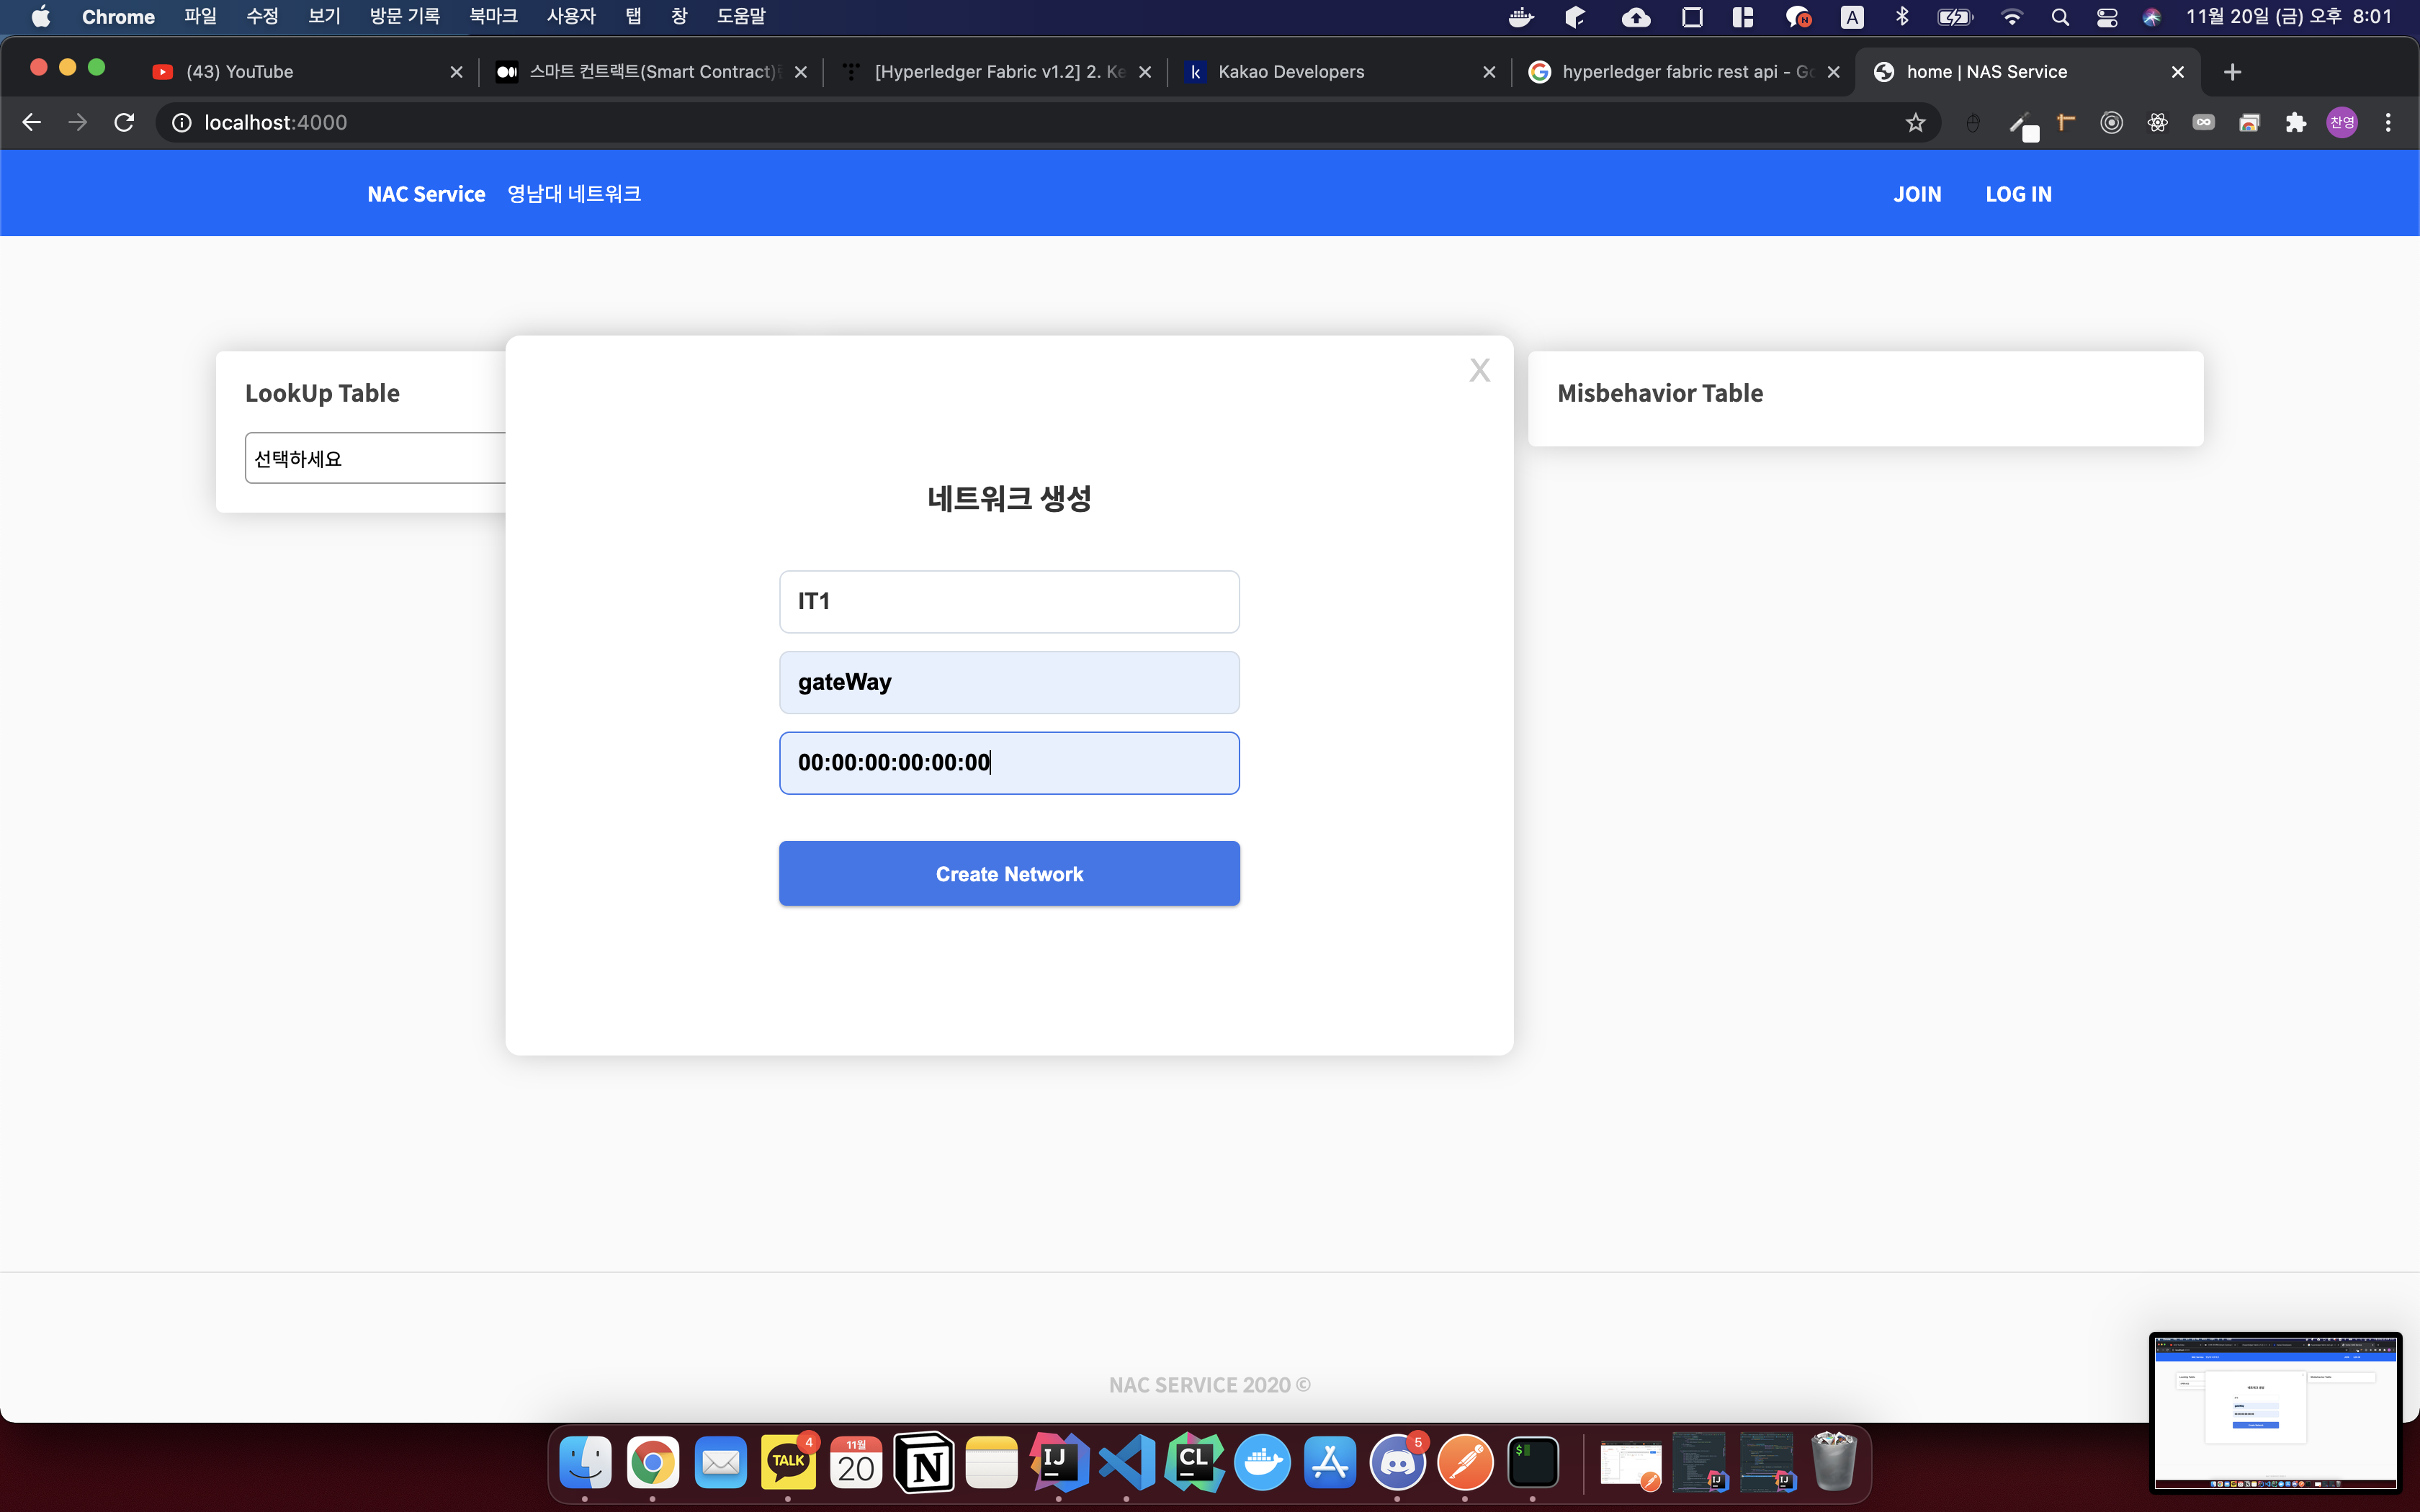 Chrome 파일 수정 보기 방문 기록 북마크 사용자 탭 창 도움말 A 11월 20일 (금) 오후 8:01
(43) YouTube 스마트 컨트랙트(Smart Contract) [Hyperledger Fabric v1.2] 2. Ke k Kakao Developers hyperledger fabric rest api - Go home | NAS Service
localhost:4000 찬영
NAC Service 영남대 네트워크 JOIN LOG IN
X
LookUp Table
Misbehavior Table
선택하세요
네트워크 생성
IT1
gateWay
00:00:00:00:00:00
Create Network
NAC SERVICE 2020 ©
TALK 4 11월 20 N IJ CL 5 $